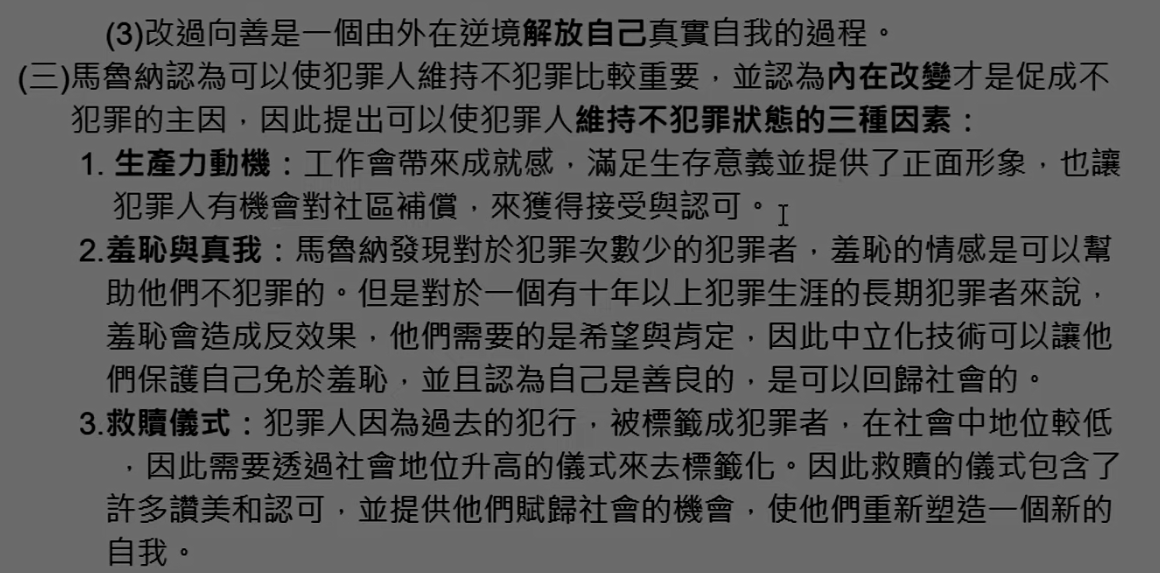 (3)改過向善是一個由外在逆境解放自己真實自我的過程。
(三)馬魯納認為可以使犯罪人維持不犯罪比較重要，並認為內在改變才是促成不
犯罪的主因，因此提出可以使犯罪人維持不犯罪狀態的三種因素：
1. 生產力動機：工作會帶來成就感，滿足生存意義並提供了正面形象，也讓
犯罪人有機會對社區補償，來獲得接受與認可。
2.羞恥與真我：馬魯納發現對於犯罪次數少的犯罪者，羞恥的情感是可以幫
助他們不犯罪的。但是對於一個有十年以上犯罪生涯的長期犯罪者來說，
羞恥會造成反效果，他們需要的是希望與肯定，因此中立化技術可以讓他
們保護自己免於羞恥，並且認為自己是善良的，是可以回歸社會的。
3.救贖儀式：犯罪人因為過去的犯行，被標籤成犯罪者，在社會中地位較低
，因此需要透過社會地位升高的儀式來去標籤化。因此救贖的儀式包含了
許多讚美和認可，並提供他們賦歸社會的機會，使他們重新塑造一個新的
自我。